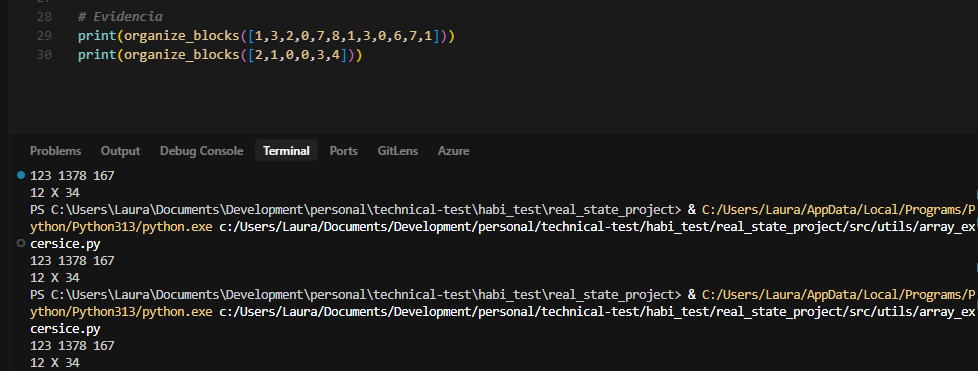 28 # Evidencia
29 print(organize_blocks([1,3,2,0,7,8,1,3,0,6,7,1]))
30 print(organize_blocks([2,1,0,0,3,4]))
Problems Output Debug Console Terminal Ports GitLens Azure
123 1378 167
12 X 34
PS C:\Users\Laura\Documents\Development\personal\technical-test\habi_test\real_state_project> & C:/Users/Laura/AppData/Local/Programs/P
ython/Python313/python.exe c:/Users/Laura/Documents/Development/personal/technical-test/habi_test/real_state_project/src/utils/array_ex
cersice.py
123 1378 167
12 X 34
PS C:\Users\Laura\Documents\Development\personal\technical-test\habi_test\real_state_project> & C:/Users/Laura/AppData/Local/Programs/P
ython/Python313/python.exe c:/Users/Laura/Documents/Development/personal/technical-test/habi_test/real_state_project/src/utils/array_ex
cersice.py
123 1378 167
12 X 34